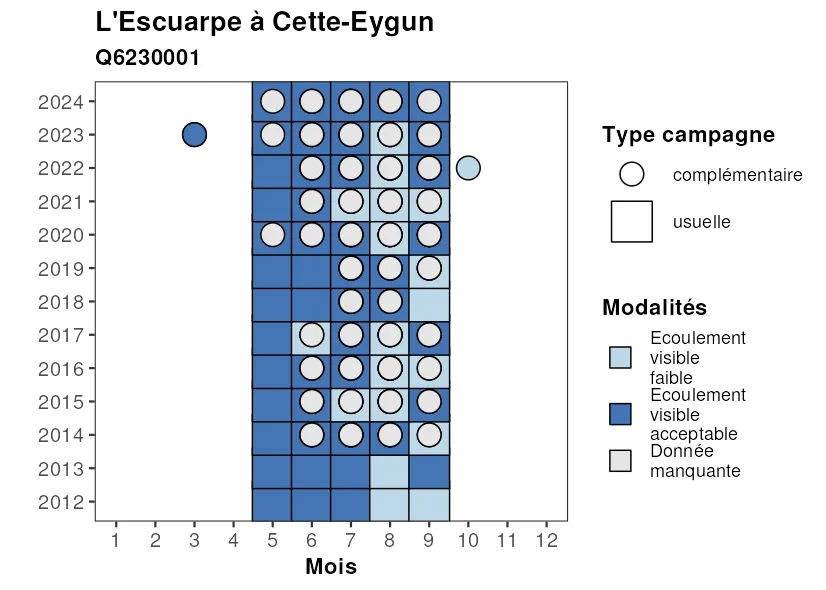 L'Escuarpe à Cette-Eygun
Q6230001
2024
2023
2022
2021
2020
2019
2018
2017
2016
2015
2014
2013
2012
1 2 3 4 5 6 7 8 9 10 11 12
Mois
Type campagne
complémentaire
usuelle
Modalités
Ecoulement
visible
faible
Ecoulement
visible
acceptable
Donnée
manquante